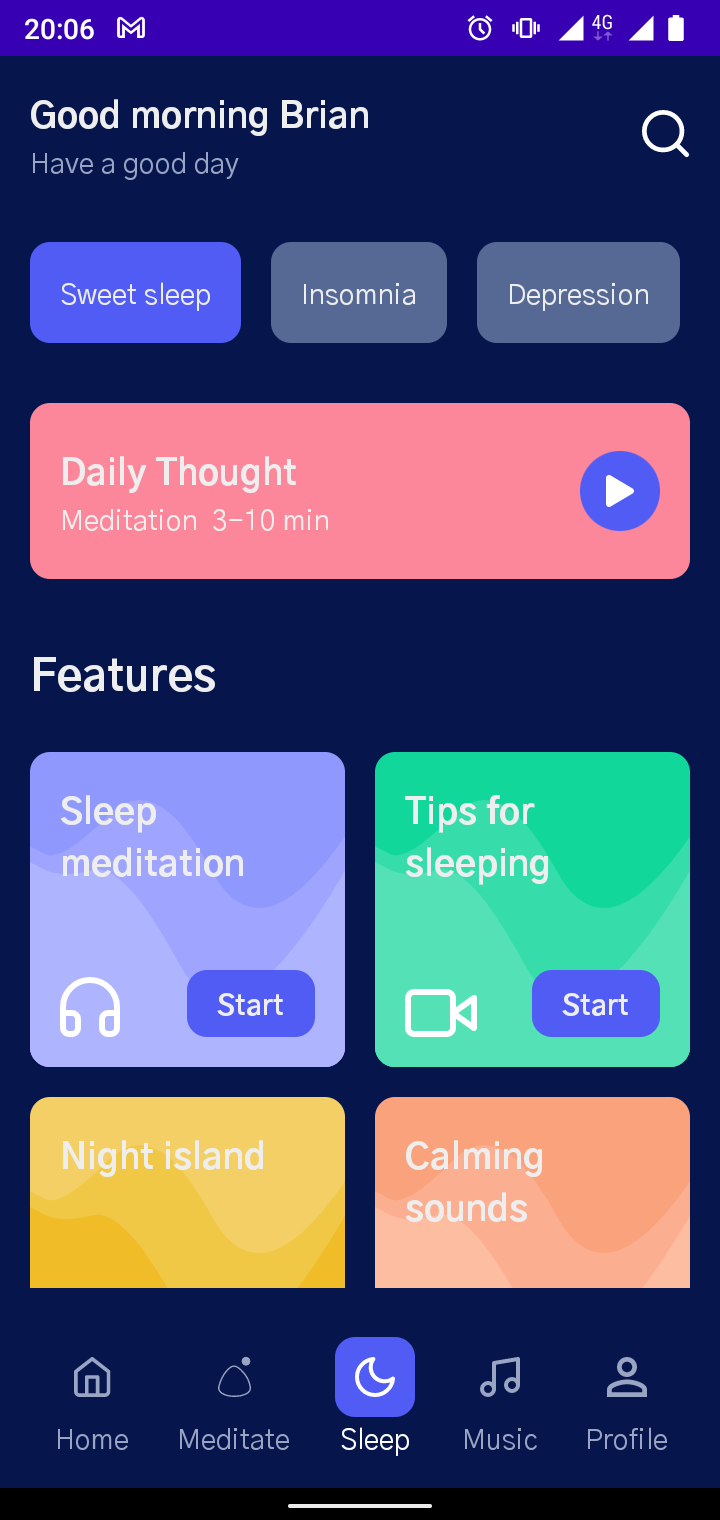 20:06
4G
Good morning Brian
Have a good day
Sweet sleep
Insomnia
Depression
Daily Thought
Meditation 3-10 min
Features
Sleep
meditation
Start
Tips for
sleeping
Start
Night island
Calming
sounds
Home
Meditate
Sleep
Music
Profile